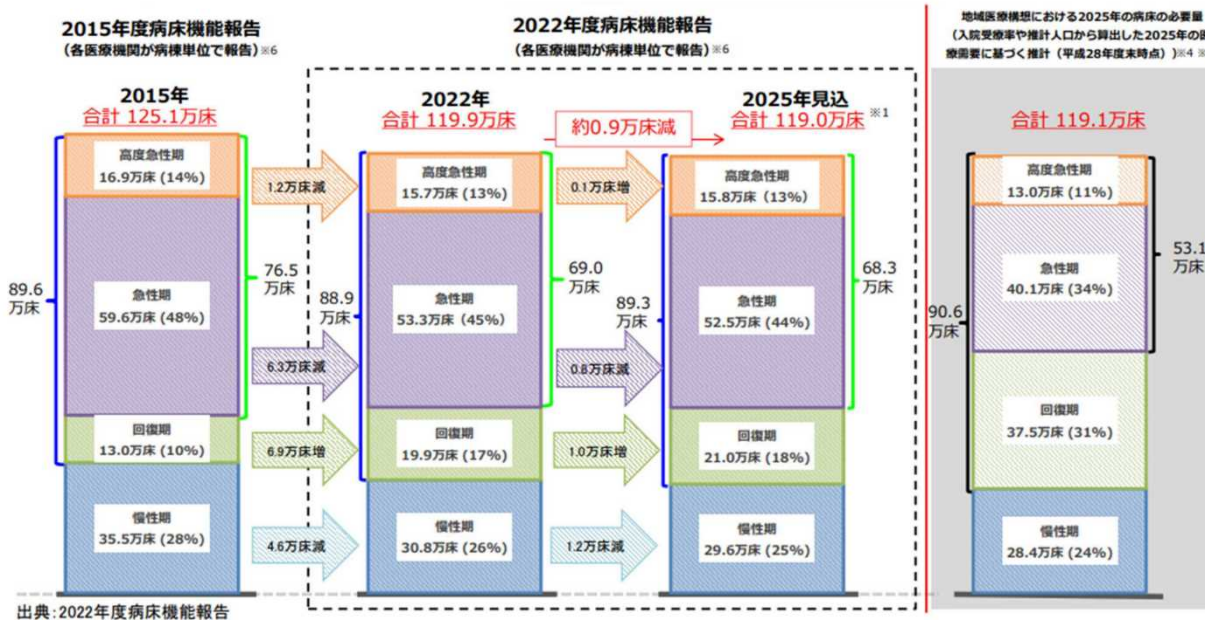 2015年度病床機能報告
(各医療機関が病棟単位で報告)※6
2015年
合計 125.1万床
高度急性期
16.9万床 (14%)
急性期
59.6万床 (48%)
回復期
13.0万床 (10%)
慢性期
35.5万床 (28%)
89.6
万床
76.5
万床
1.2万床減
6.3万床減
6.9万床増
4.6万床減
2022年度病床機能報告
(各医療機関が病棟単位で報告)※6
2022年
合計 119.9万床
高度急性期
15.7万床 (13%)
急性期
53.3万床 (45%)
回復期
19.9万床 (17%)
慢性期
30.8万床 (26%)
88.9
万床
69.0
万床
約0.9万床減
0.1万床増
0.8万床減
1.0万床増
1.2万床減
2025年見込
合計 119.0万床 ※1
高度急性期
15.8万床 (13%)
急性期
52.5万床 (44%)
回復期
21.0万床 (18%)
慢性期
29.6万床 (25%)
89.3
万床
68.3
万床
地域医療構想における2025年の病床の必要量
(入院受療率や推計人口から算出した2025年の医
療需要に基づく推計(平成28年度末時点))※4 ※
合計 119.1万床
高度急性期
13.0万床 (11%)
急性期
40.1万床 (34%)
回復期
37.5万床 (31%)
慢性期
28.4万床 (24%)
90.6
万床
53.1
万床
出典:2022年度病床機能報告